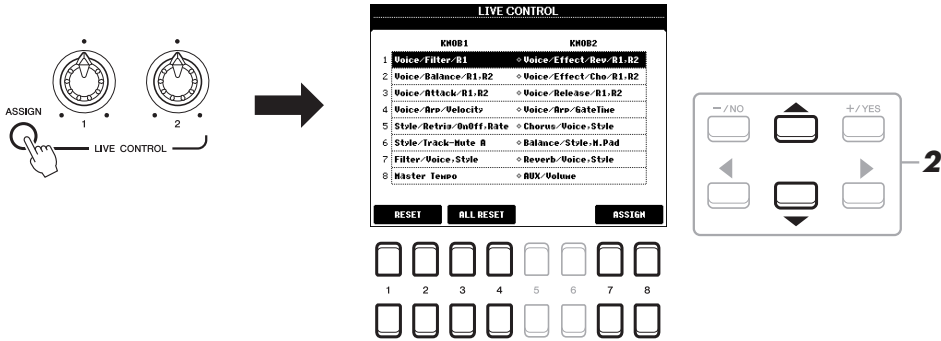 LIVE CONTROL
KNOB1 KNOB2
1 Voice/Filter/R1 Voice/Effect/Rev/R1,R2
2 Voice/Balance/R1,R2 Voice/Effect/Cho/R1,R2
3 Voice/Attack/R1,R2 Voice/Release/R1,R2
4 Voice/Arp/Velocity Voice/Arp/GateTime
5 Style/Retrig/OnOff,Rate Chorus/Voice,Style
6 Style/Track-Mute A Balance/Style,M.Pad
7 Filter/Voice,Style Reverb/Voice,Style
8 Master Tempo AUX/Volume
RESET ALL RESET ASSIGN
1 2 3 4 5 6 7 8
ASSIGN
1 2
LIVE CONTROL
-/NO +/YES
2